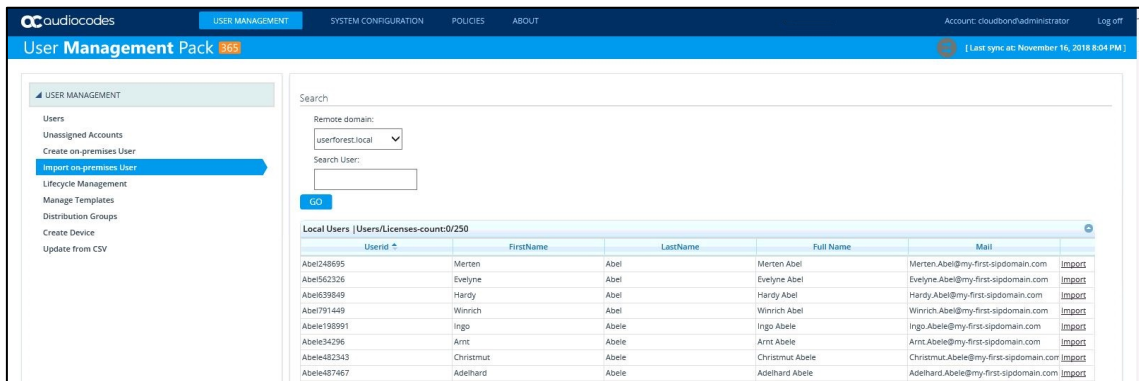 audiocodes USER MANAGEMENT SYSTEM CONFIGURATION POLICIES ABOUT Account: cloudbond\administrator Log off
User Management Pack 365 [ Last sync at: November 16, 2018 8:04 PM ]
USER MANAGEMENT
Users
Unassigned Accounts
Create on-premises User
Import on-premises User
Lifecycle Management
Manage Templates
Distribution Groups
Create Device
Update from CSV
Search
Remote domain:
userforest.local
Search User:
GO
Local Users |Users/Licenses-count:0/250
Userid FirstName LastName Full Name Mail
Abel248695 Merten Abel Merten Abel Merten.Abel@my-first-sipdomain.com Import
Abel562326 Evelyne Abel Evelyne Abel Evelyne.Abel@my-first-sipdomain.com Import
Abel639849 Hardy Abel Hardy Abel Hardy.Abel@my-first-sipdomain.com Import
Abel791449 Winrich Abel Winrich Abel Winrich.Abel@my-first-sipdomain.com Import
Abele198991 Ingo Abele Ingo Abele Ingo.Abele@my-first-sipdomain.com Import
Abele34296 Arnt Abele Arnt Abele Arnt.Abele@my-first-sipdomain.com Import
Abele482343 Christmut Abele Christmut Abele Christmut.Abele@my-first-sipdomain.com Import
Abele487467 Adelhard Abele Adelhard Abele Adelhard.Abele@my-first-sipdomain.com Import